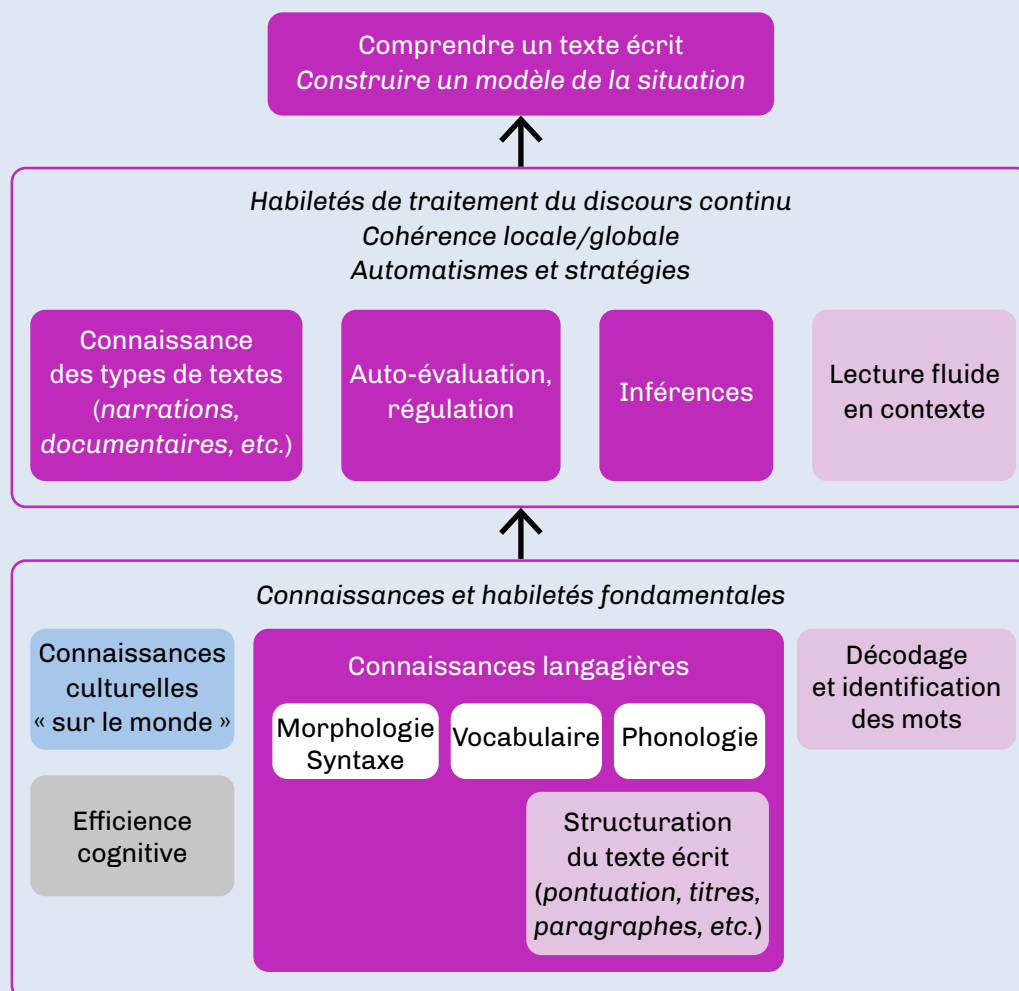 Comprendre un texte écrit
Construire un modèle de la situation
Habiletés de traitement du discours continu
Cohérence locale/globale
Automatismes et stratégies
Connaissance
des types de textes
(narrations,
documentaires, etc.)
Auto-évaluation,
régulation
Inférences
Lecture fluide
en contexte
Connaissances et habiletés fondamentales
Connaissances
culturelles
« sur le monde »
Efficience
cognitive
Connaissances langagières
Morphologie
Syntaxe
Vocabulaire
Phonologie
Structuration
du texte écrit
(pontuation, titres,
paragraphes, etc.)
Décodage
et identification
des mots